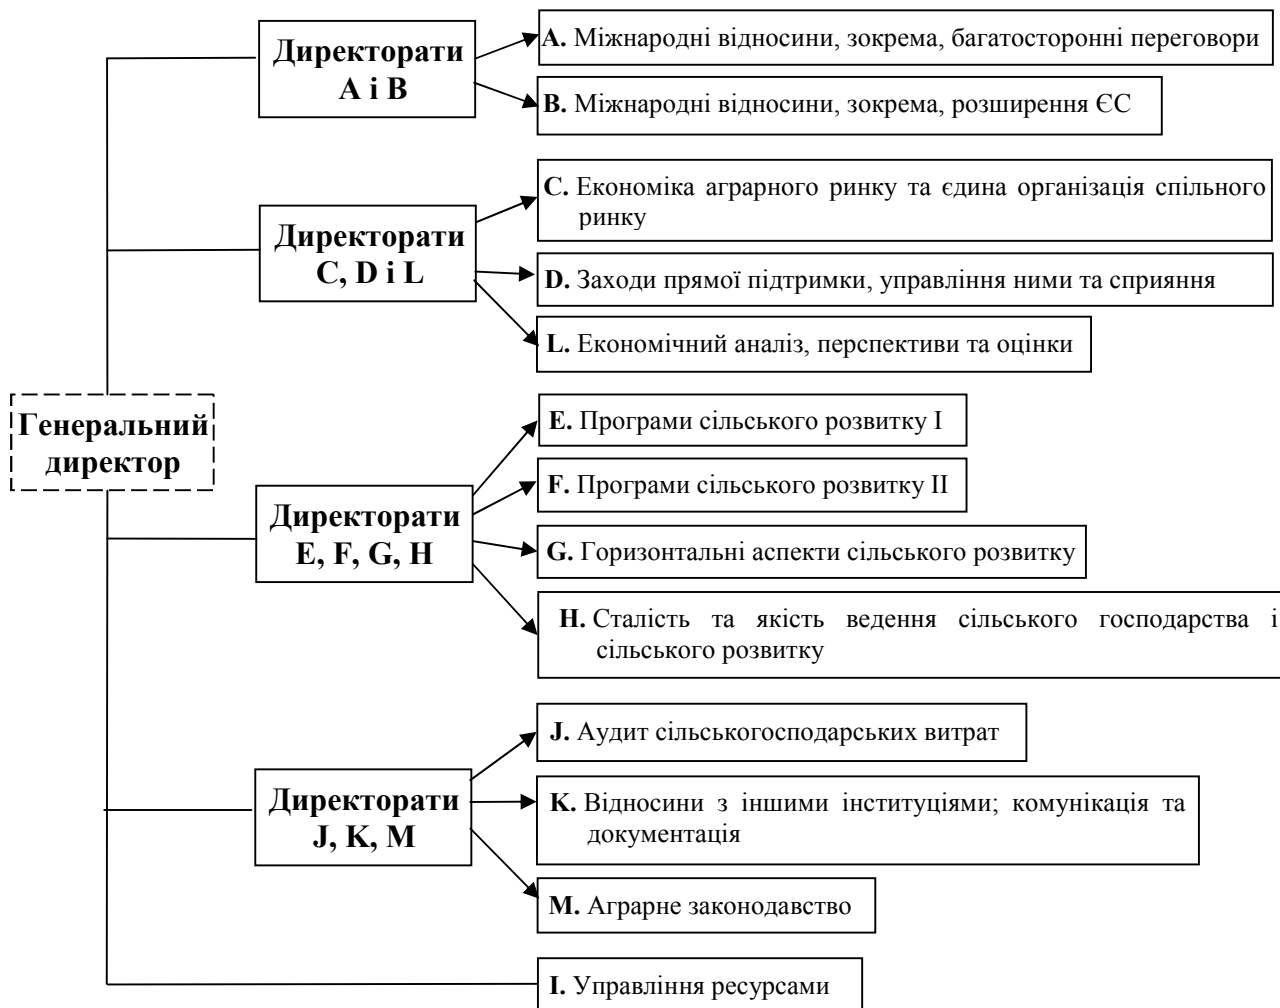 Директорати
А і В
А. Міжнародні відносини, зокрема, багатосторонні переговори
В. Міжнародні відносини, зокрема, розширення ЄС
Директорати
C, D і L
C. Економіка аграрного ринку та єдина організація спільного
ринку
D. Заходи прямої підтримки, управління ними та сприяння
L. Економічний аналіз, перспективи та оцінки
Генеральний
директор
Директорати
E, F, G, H
E. Програми сільського розвитку I
F. Програми сільського розвитку II
G. Горизонтальні аспекти сільського розвитку
H. Сталість та якість ведення сільського господарства і
сільського розвитку
Директорати
J, K, M
J. Аудит сільськогосподарських витрат
K. Відносини з іншими інституціями; комунікація та
документація
M. Аграрне законодавство
I. Управління ресурсами